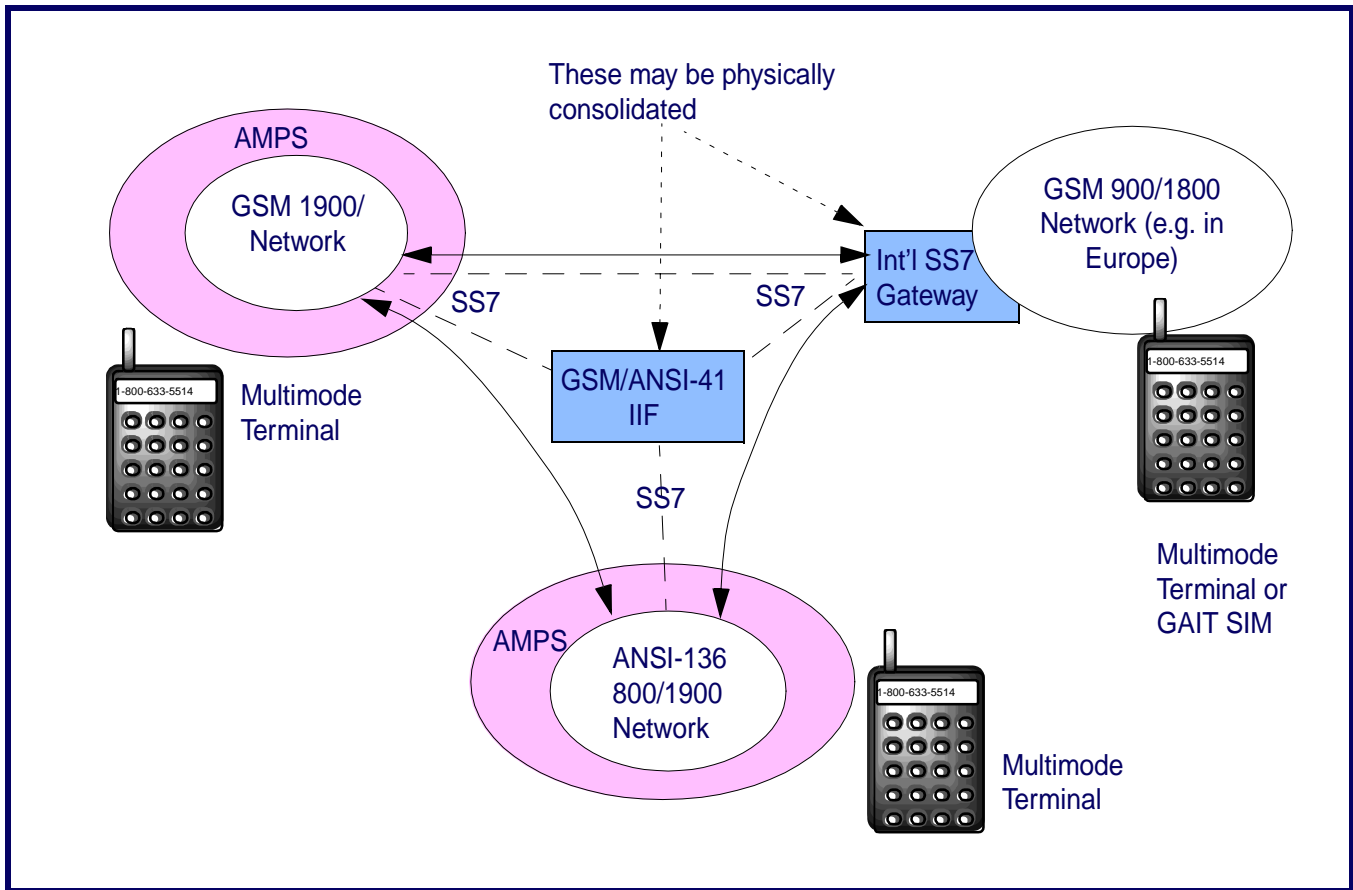 These may be physically
consolidated
AMPS
GSM 1900/
Network
GSM 900/1800
Network (e.g. in
Europe)
Int'l SS7
Gateway
SS7
SS7
GSM/ANSI-41
IIF
1-800-633-5514
Multimode
Terminal
1-800-633-5514
SS7
Multimode
Terminal or
GAIT SIM
AMPS
ANSI-136
800/1900
Network
1-800-633-5514
Multimode
Terminal